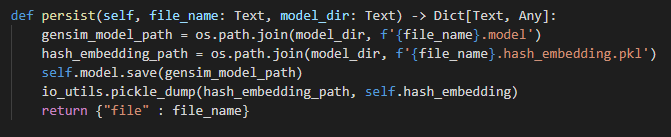 def persist(self, file_name: Text, model_dir: Text) -> Dict[Text, Any]:
    gensim_model_path = os.path.join(model_dir, f'{file_name}.model')
    hash_embedding_path = os.path.join(model_dir, f'{file_name}.hash_embedding.pkl')
    self.model.save(gensim_model_path)
    io_utils.pickle_dump(hash_embedding_path, self.hash_embedding)
    return {"file" : file_name}